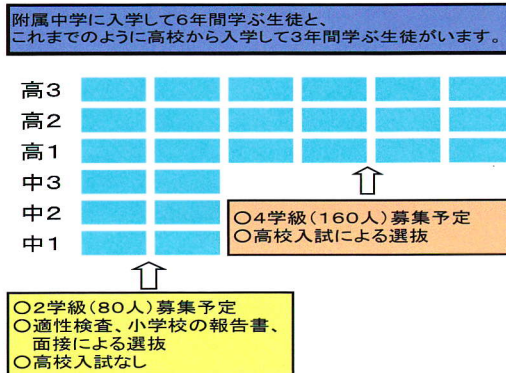 附属中学に入学して6年間学ぶ生徒と、
これまでのように高校から入学して3年間学ぶ生徒がいます。
高3
高2
高1
中3
中2
中1
○4学級(160人)募集予定
○高校入試による選抜
○2学級(80人)募集予定
○適性検査、小学校の報告書、
面接による選抜
○高校入試なし